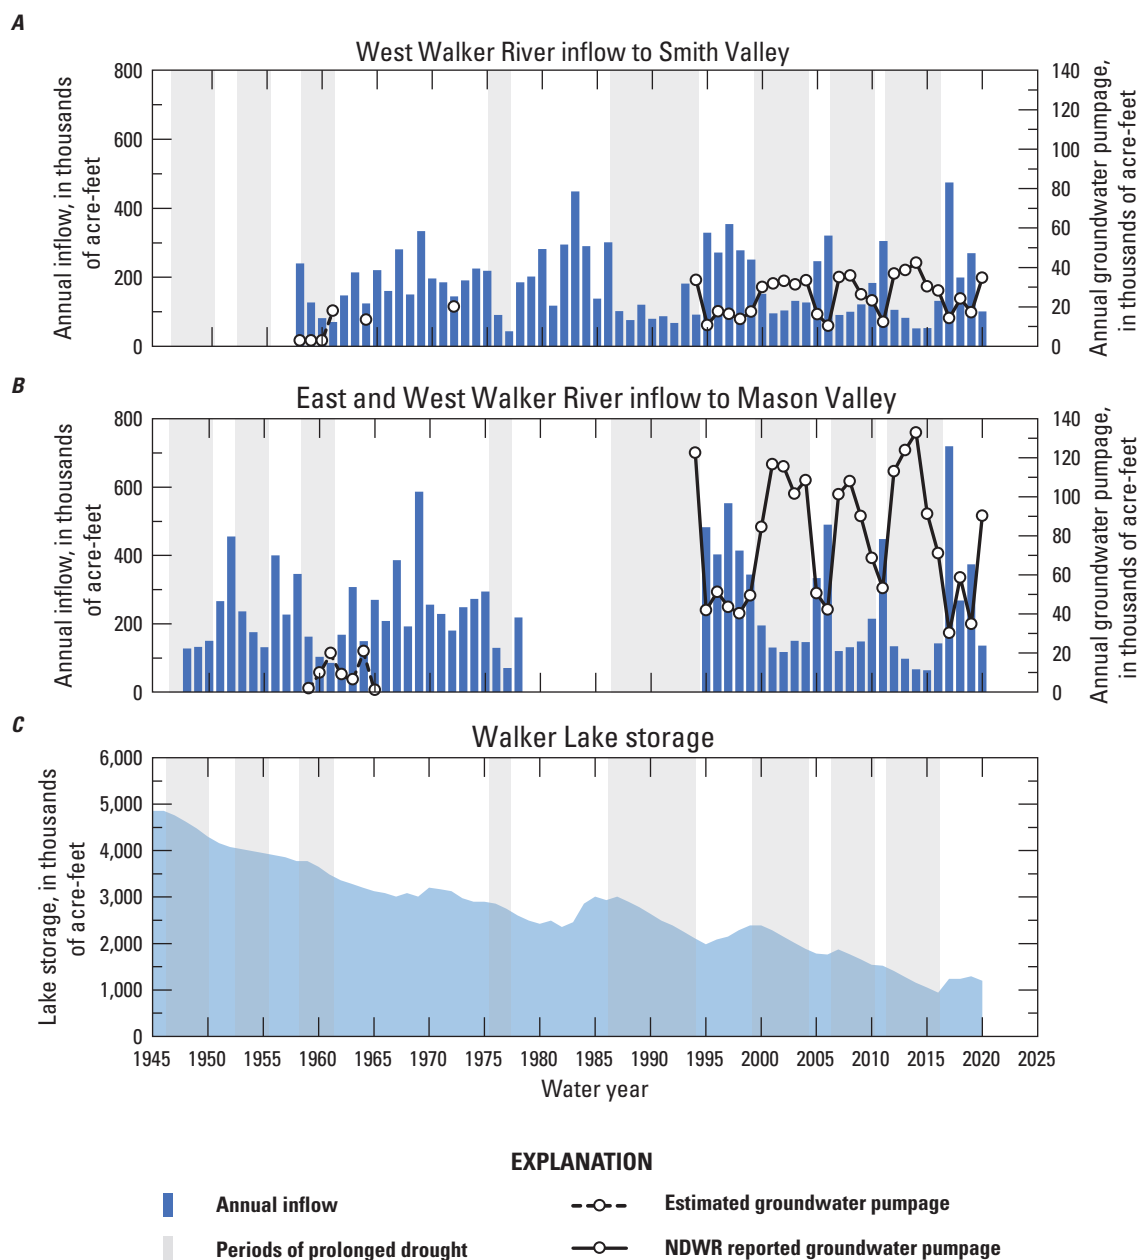 A
West Walker River inflow to Smith Valley
Annual inflow, in thousands
of acre-feet
800
600
400
200
0
140
120
100
80
60
40
20
0
Annual groundwater pumpage,
in thousands of acre-feet
B
East and West Walker River inflow to Mason Valley
Annual inflow, in thousands
of acre-feet
800
600
400
200
0
140
120
100
80
60
40
20
0
Annual groundwater pumpage,
in thousands of acre-feet
C
Walker Lake storage
Lake storage, in thousands
of acre-feet
6,000
5,000
4,000
3,000
2,000
1,000
0
1945 1950 1955 1960 1965 1970 1975 1980 1985 1990 1995 2000 2005 2010 2015 2020 2025
Water year
EXPLANATION
Annual inflow
Estimated groundwater pumpage
Periods of prolonged drought
NDWR reported groundwater pumpage